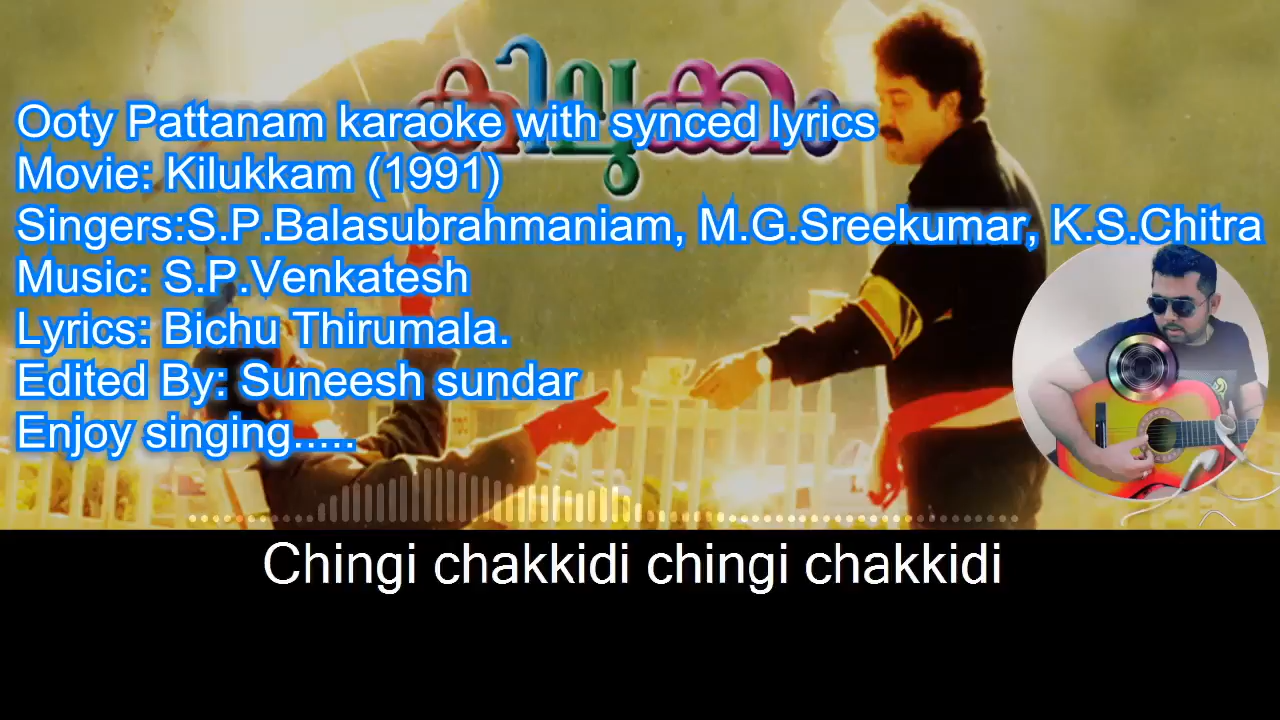 കിലുക്കം
Ooty Pattanam karaoke with synced lyrics
Movie: Kilukkam (1991)
Singers:S.P.Balasubrahmaniam, M.G.Sreekumar, K.S.Chitra
Music: S.P.Venkatesh
Lyrics: Bichu Thirumala.
Edited By: Suneesh sundar
Enjoy singing.....
Chingi chakkidi chingi chakkidi